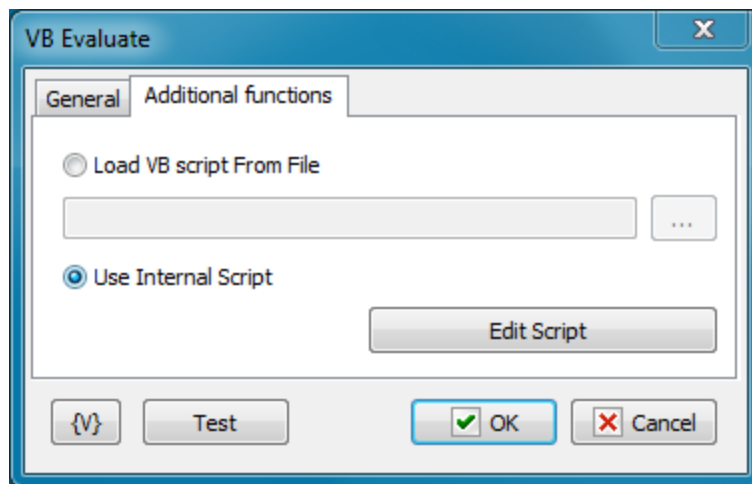 VB Evaluate
General Additional functions
Load VB script From File
...
Use Internal Script
Edit Script
{V} Test OK Cancel